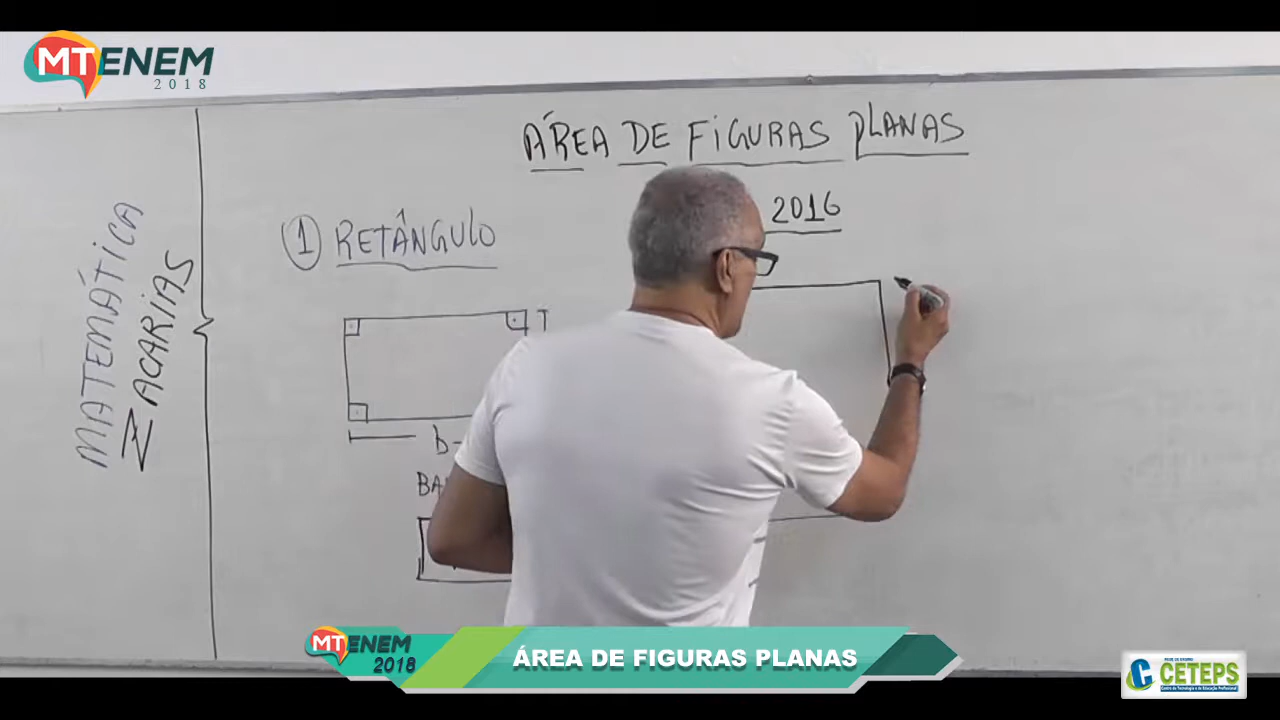 MTENEM
2018
ÁREA DE FIGURAS PLANAS
2016
1 RETÂNGULO
MATEMÁTICA
ZACARIAS
b
MTENEM
2018
ÁREA DE FIGURAS PLANAS
CETEPS